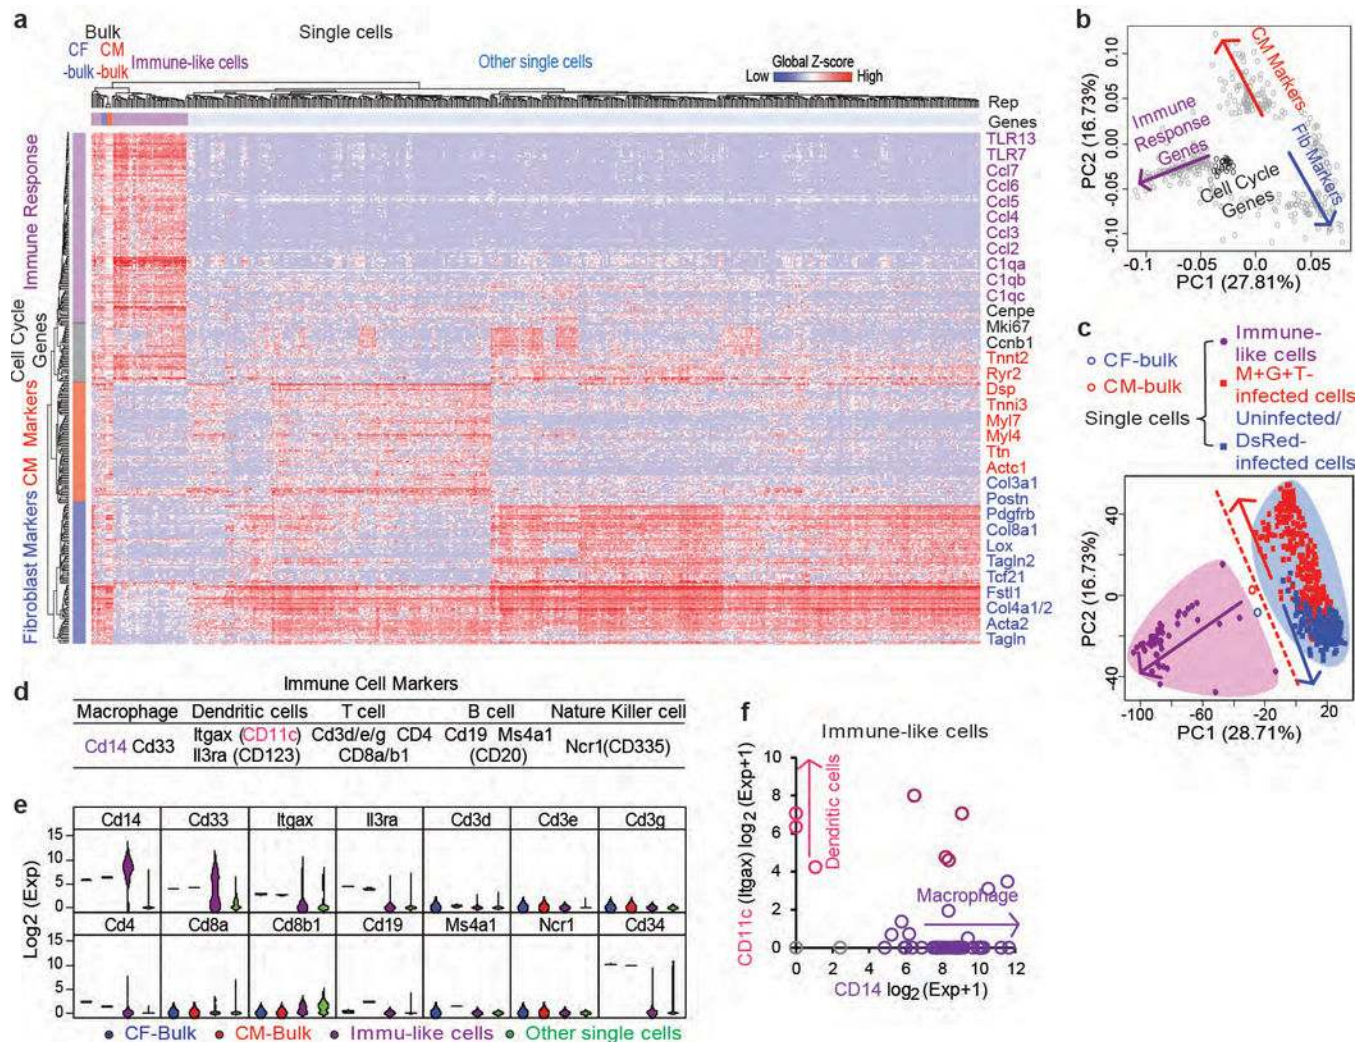 a
Bulk
Single cells
CF CM
-bulk -bulk
Immune-like cells
Other single cells
Global Z-score
Low High
Rep
Genes
Immune Response
Cell Cycle
Genes
CM Markers
Fibroblast Markers
TLR13
TLR7
Ccl7
Ccl6
Ccl5
Ccl4
Ccl3
Ccl2
C1qa
C1qb
C1qc
Cenpe
Mki67
Ccnb1
Tnnt2
Ryr2
Dsp
Tnni3
Myl7
Myl4
Ttn
Actc1
Col3a1
Postn
Pdgfrb
Col8a1
Lox
Tagln2
Tcf21
Fstl1
Col4a1/2
Acta2
Tagln
b
PC2 (16.73%)
0.10
0.05
0.00
-0.05
-0.10
CM Markers
Immune
Response
Genes
Fib Markers
Cell Cycle
Genes
-0.1 -0.05 0.0 0.05
PC1 (27.81%)
c
CF-bulk
CM-bulk
Single cells
Immune-
like cells
M+G+T-
infected cells
Uninfected/
DsRed-
infected cells
PC2 (16.73%)
40
0
-40
-100 -60 -20 20
PC1 (28.71%)
d
Immune Cell Markers
Macrophage Dendritic cells T cell B cell Nature Killer cell
Cd14 Cd33
Itgax (CD11c)
Il3ra (CD123)
Cd3d/e/g CD4
CD8a/b1
Cd19 Ms4a1
(CD20)
Ncr1(CD335)
e
Log2 (Exp)
Cd14 Cd33 Itgax Il3ra Cd3d Cd3e Cd3g
15
10
5
0
Cd4 Cd8a Cd8b1 Cd19 Ms4a1 Ncr1 Cd34
15
10
5
0
CF-Bulk CM-Bulk Immu-like cells Other single cells
f
Immune-like cells
CD11c (Itgax) log2 (Exp+1)
10
8
6
4
2
0
Dendritic cells
Macrophage
0 2 4 6 8 10 12
CD14 log2 (Exp+1)